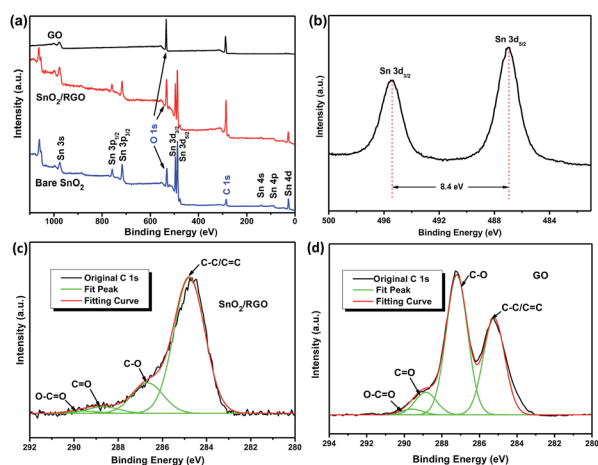 (a)
GO
SnO2/RGO
Bare SnO2
Sn 3s
Sn 3p1/2
Sn 3p3/2
O 1s
Sn 3d3/2
Sn 3d5/2
C 1s
Sn 4s
Sn 4p
Sn 4d
Intensity (a.u.)
1000 800 600 400 200 0
Binding Energy (eV)
(b)
Sn 3d3/2
Sn 3d5/2
8.4 eV
Intensity (a.u.)
500 496 492 488 484
Binding Energy (eV)
(c)
Original C 1s
Fit Peak
Fitting Curve
C-C/C=C
SnO2/RGO
C-O
C=O
O-C=O
Intensity (a.u.)
292 290 288 286 284 282 280
Binding Energy (eV)
(d)
Original C 1s
Fit Peak
Fitting Curve
GO
C-O
C-C/C=C
C=O
O-C=O
Intensity (a.u.)
294 292 290 288 286 284 282 280
Binding Energy (eV)